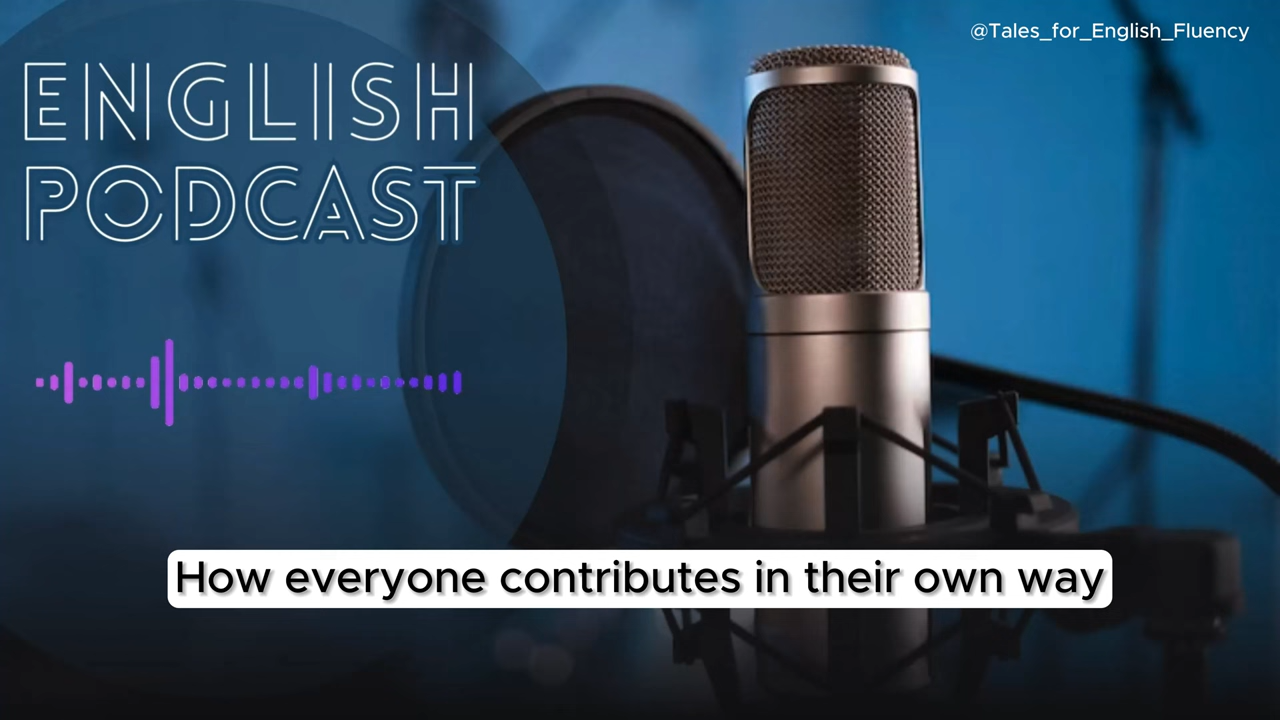 @Tales_for_English_Fluency
ENGLISH
PODCAST
How everyone contributes in their own way